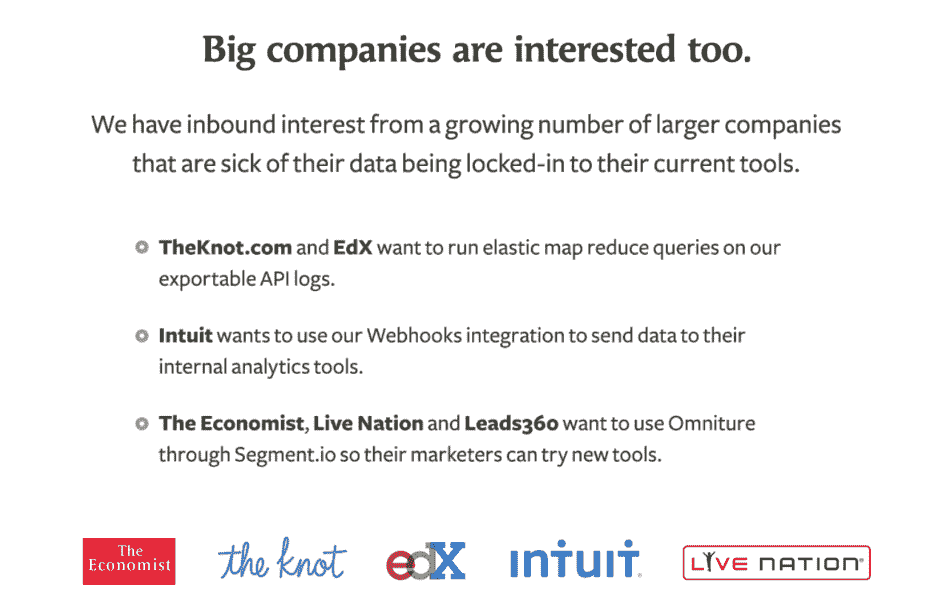 Big companies are interested too.
We have inbound interest from a growing number of larger companies
that are sick of their data being locked-in to their current tools.
TheKnot.com and EdX want to run elastic map reduce queries on our
exportable API logs.
Intuit wants to use our Webhooks integration to send data to their
internal analytics tools.
The Economist, Live Nation and Leads360 want to use Omniture
through Segment.io so their marketers can try new tools.
The
Economist
the knot
edX
intuit®
LIVE NATION®